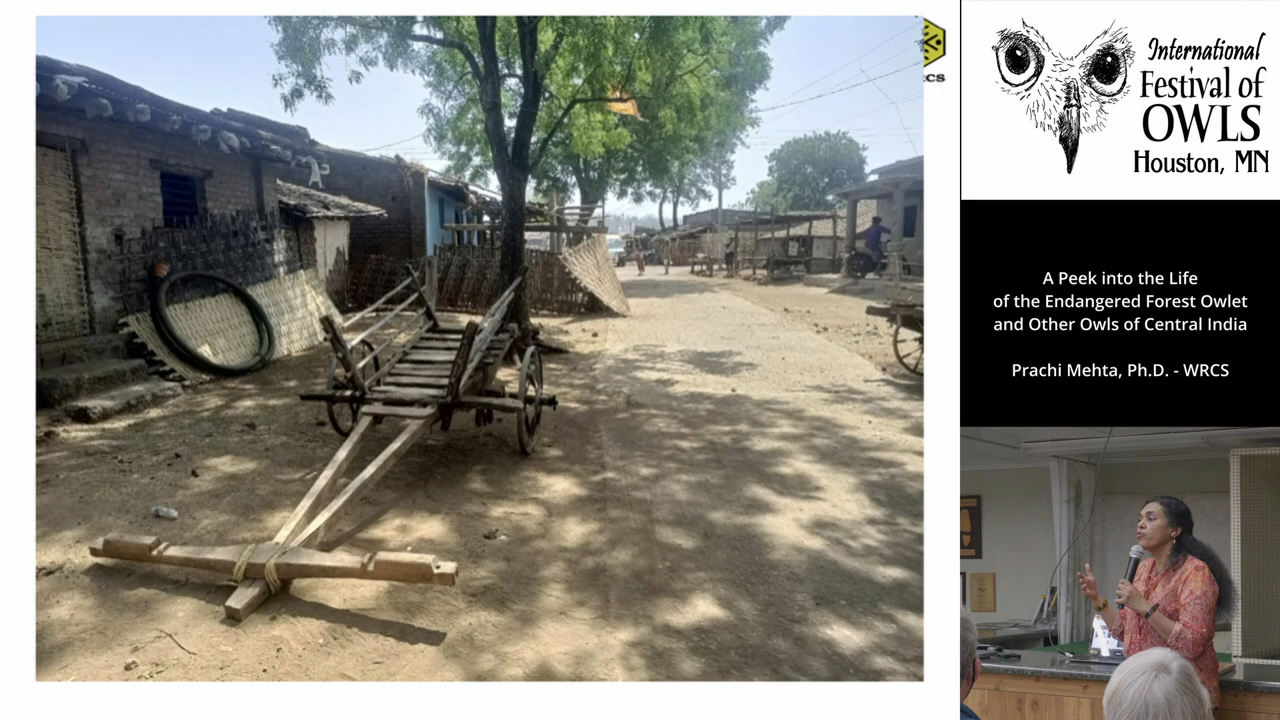 RCS
International
Festival of
OWLS
Houston, MN
A Peek into the Life
of the Endangered Forest Owlet
and Other Owls of Central India
Prachi Mehta, Ph.D. - WRCS